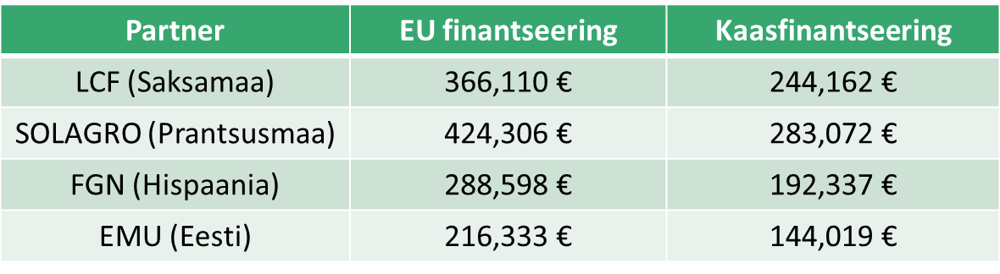 Partner EU finantseering Kaasfinantseering
LCF (Saksamaa) 366,110 € 244,162 €
SOLAGRO (Prantsusmaa) 424,306 € 283,072 €
FGN (Hispaania) 288,598 € 192,337 €
EMU (Eesti) 216,333 € 144,019 €